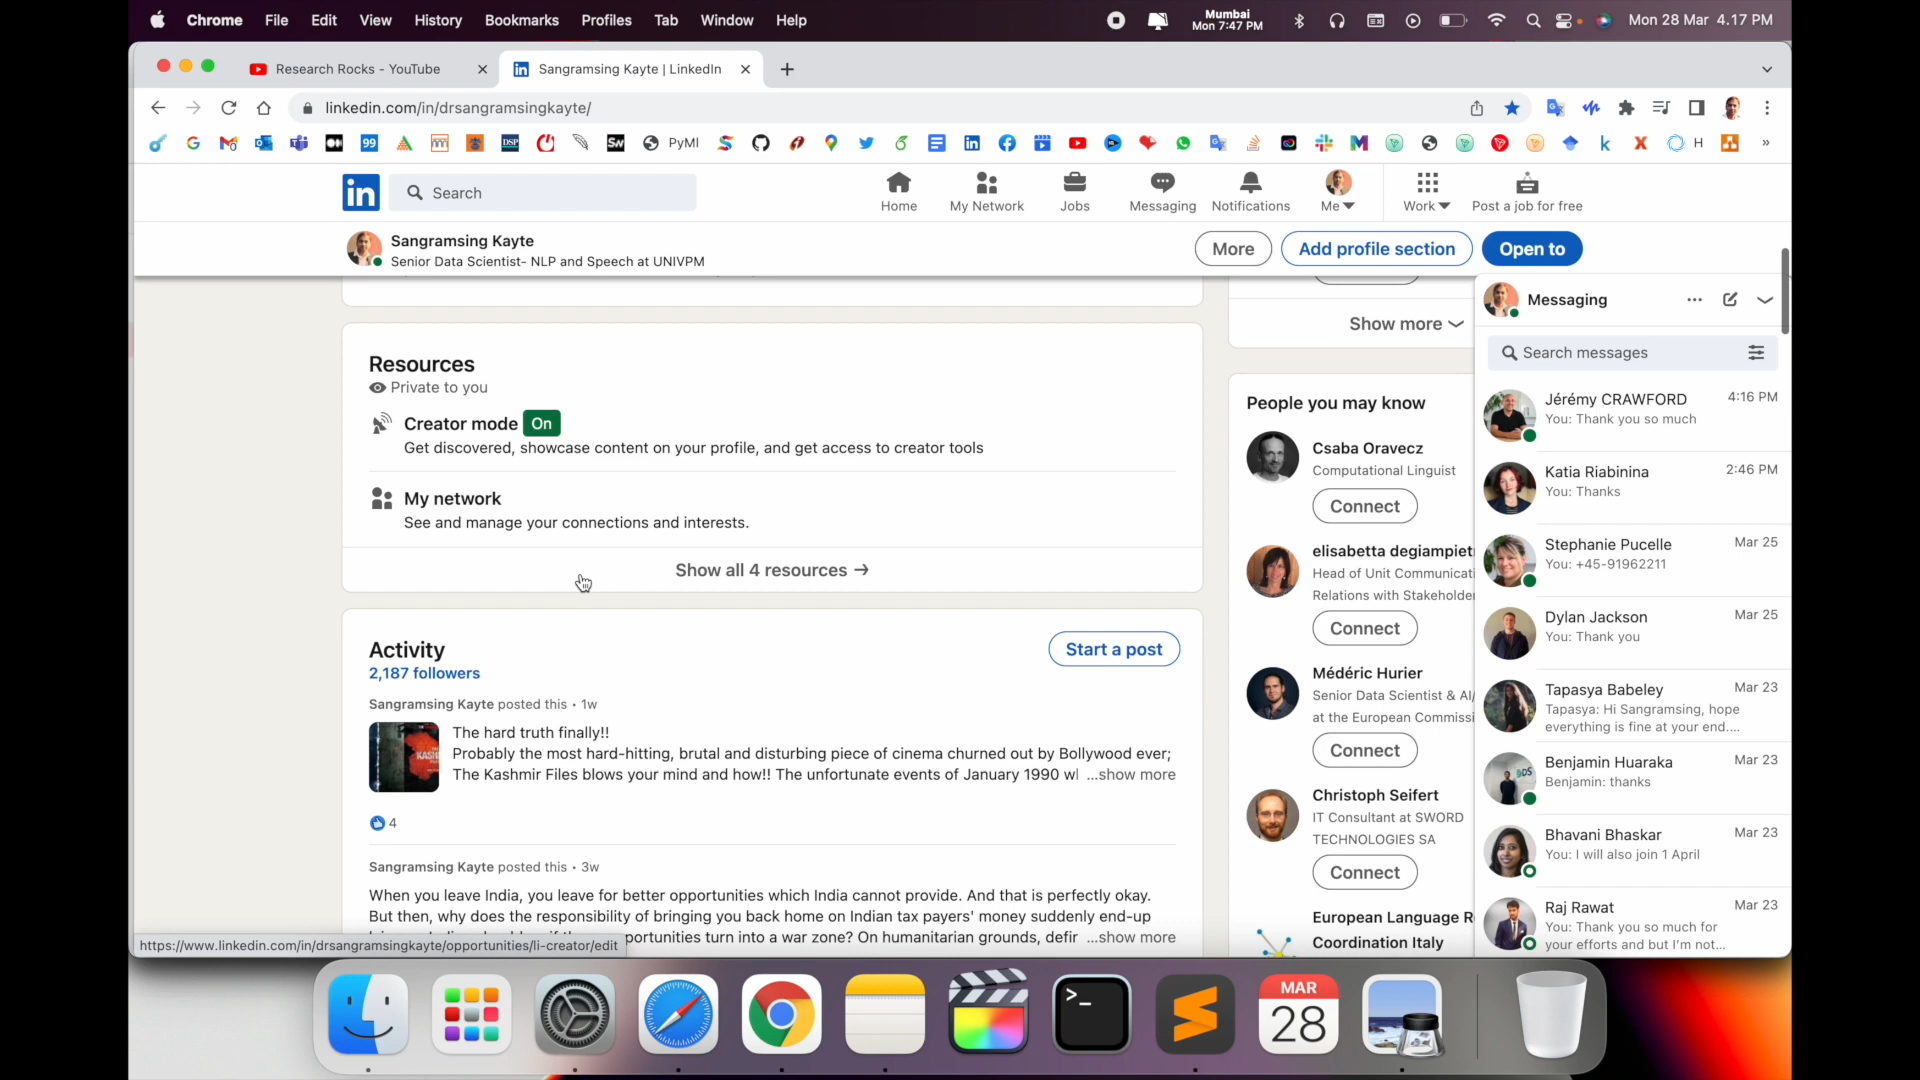 Chrome File Edit View History Bookmarks Profiles Tab Window Help
Mumbai
Mon 7:47 PM
Mon 28 Mar 4.17 PM
Research Rocks - YouTube
Sangramsing Kayte | LinkedIn
linkedin.com/in/drsangramsingkayte/
PyMI
H
in
Search
Home
My Network
Jobs
Messaging
Notifications
Me
Work
Post a job for free
Sangramsing Kayte
Senior Data Scientist- NLP and Speech at UNIVPM
More
Add profile section
Open to
Resources
Private to you
Creator mode On
Get discovered, showcase content on your profile, and get access to creator tools
My network
See and manage your connections and interests.
Show all 4 resources →
Activity
2,187 followers
Start a post
Sangramsing Kayte posted this • 1w
The hard truth finally!!
Probably the most hard-hitting, brutal and disturbing piece of cinema churned out by Bollywood ever;
The Kashmir Files blows your mind and how!! The unfortunate events of January 1990 w ...show more
4
Sangramsing Kayte posted this • 3w
When you leave India, you leave for better opportunities which India cannot provide. And that is perfectly okay.
But then, why does the responsibility of bringing you back home on Indian tax payers' money suddenly end-up
portunities turn into a war zone? On humanitarian grounds, defir ...show more
https://www.linkedin.com/in/drsangramsingkayte/opportunities/li-creator/edit
Show more
People you may know
Csaba Oravecz
Computational Linguist
Connect
elisabetta degiampiet
Head of Unit Communicati
Relations with Stakeholde
Connect
Médéric Hurier
Senior Data Scientist & AI/
at the European Commissi
Connect
Christoph Seifert
IT Consultant at SWORD
TECHNOLOGIES SA
Connect
European Language R
Coordination Italy
Messaging
Search messages
Jérémy CRAWFORD 4:16 PM
You: Thank you so much
Katia Riabinina 2:46 PM
You: Thanks
Stephanie Pucelle Mar 25
You: +45-91962211
Dylan Jackson Mar 25
You: Thank you
Tapasya Babeley Mar 23
Tapasya: Hi Sangramsing, hope
everything is fine at your end....
Benjamin Huaraka Mar 23
Benjamin: thanks
Bhavani Bhaskar Mar 23
You: I will also join 1 April
Raj Rawat Mar 23
You: Thank you so much for
your efforts and but I'm not...
MAR
28